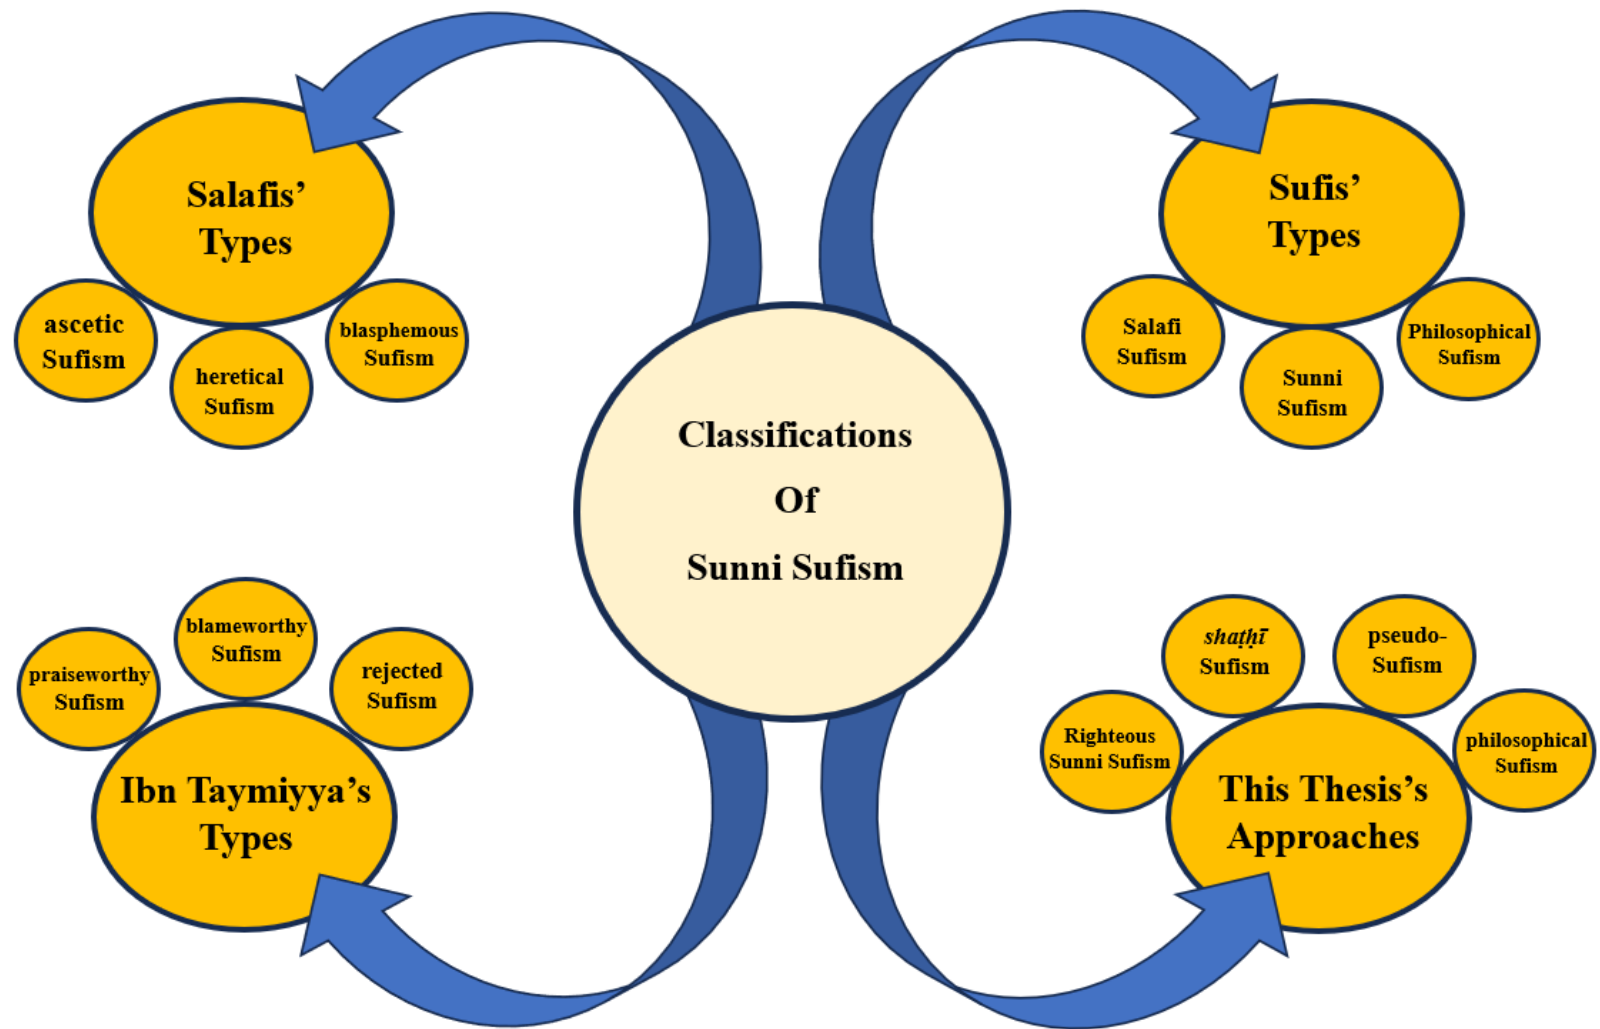 Salafis’
Types
ascetic
Sufism
heretical
Sufism
blasphemous
Sufism
Sufis’
Types
Salafi
Sufism
Sunni
Sufism
Philosophical
Sufism
Classifications
Of
Sunni Sufism
praiseworthy
Sufism
blameworthy
Sufism
rejected
Sufism
Ibn Taymiyya’s
Types
Righteous
Sunni Sufism
shaṭḥī
Sufism
pseudo-
Sufism
philosophical
Sufism
This Thesis’s
Approaches